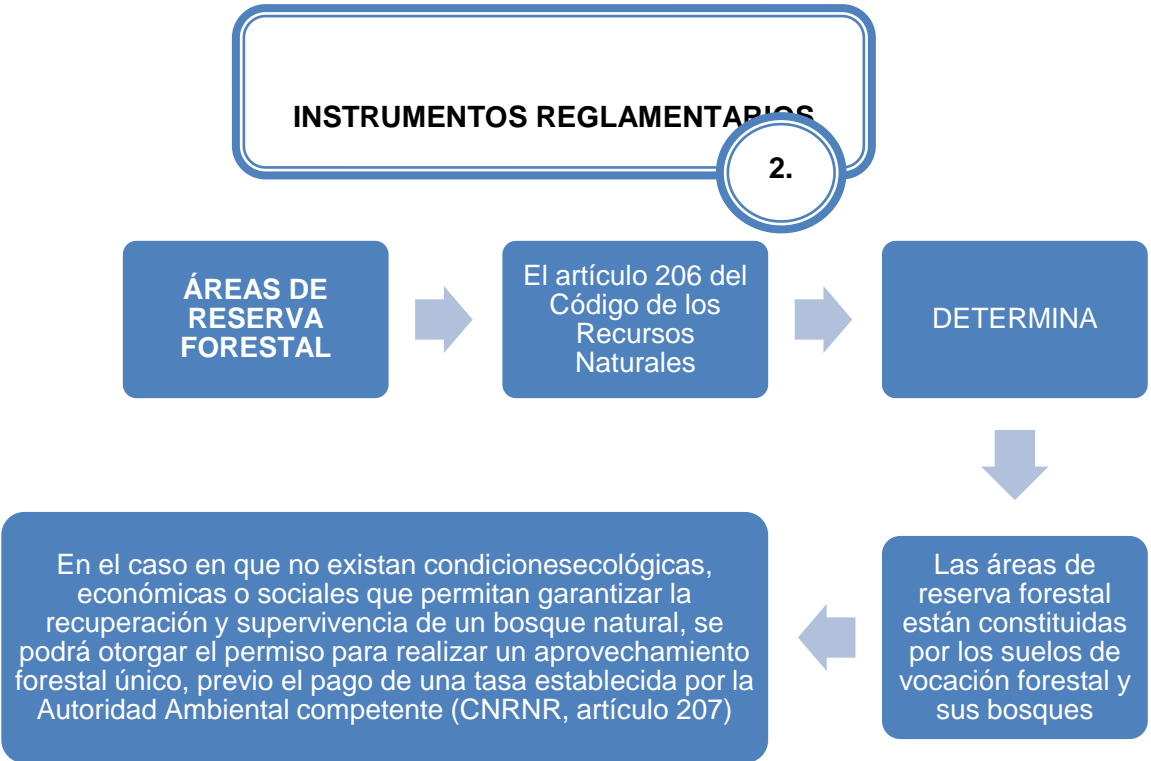 INSTRUMENTOS REGLAMENTARIOS
2.
ÁREAS DE
RESERVA
FORESTAL
El artículo 206 del
Código de los
Recursos
Naturales
DETERMINA
Las áreas de
reserva forestal
están constituidas
por los suelos de
vocación forestal y
sus bosques
En el caso en que no existan condicionesecológicas,
económicas o sociales que permitan garantizar la
recuperación y supervivencia de un bosque natural, se
podrá otorgar el permiso para realizar un aprovechamiento
forestal único, previo el pago de una tasa establecida por la
Autoridad Ambiental competente (CNRNR, artículo 207)